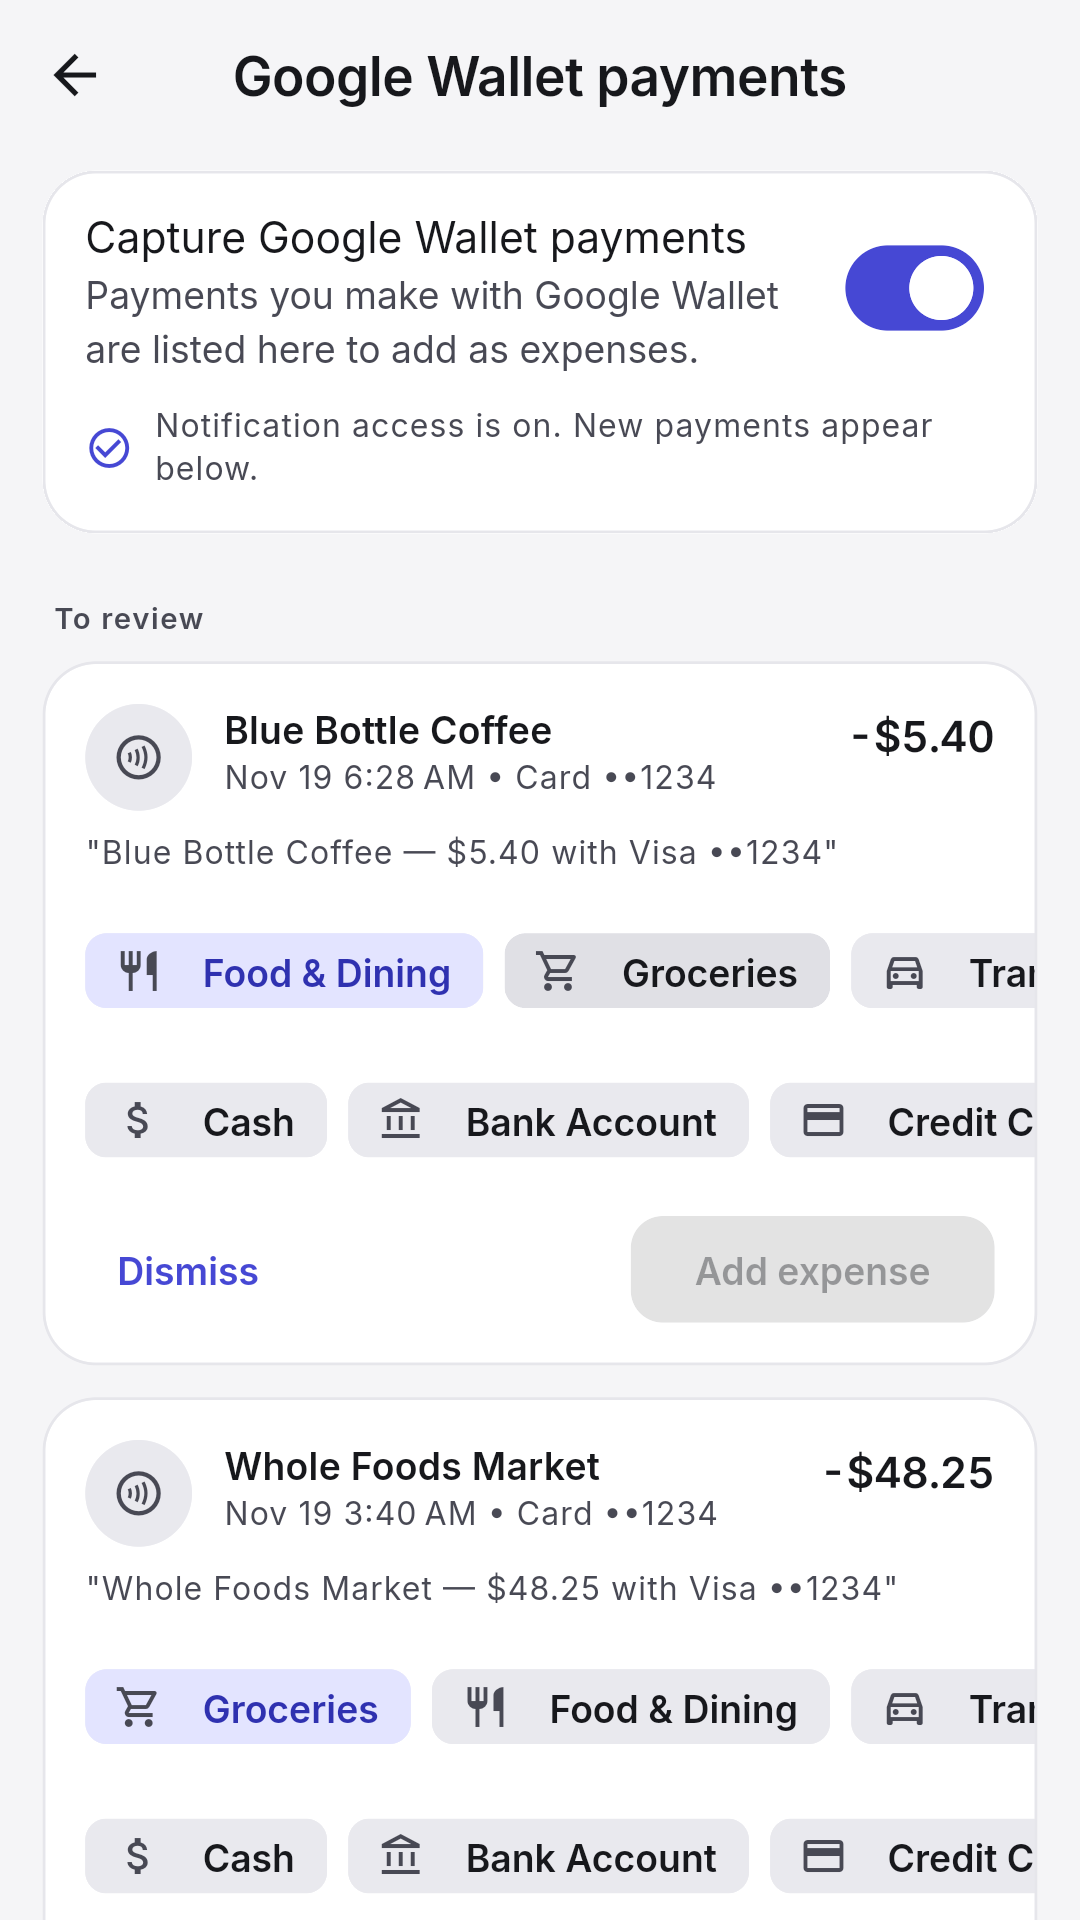 Google Wallet payments
Capture Google Wallet payments
Payments you make with Google Wallet
are listed here to add as expenses.
Notification access is on. New payments appear
below.
To review
Blue Bottle Coffee
-$5.40
Nov 19 6:28 AM • Card ••1234
"Blue Bottle Coffee — $5.40 with Visa ••1234"
Food & Dining
Groceries
Tran
Cash
Bank Account
Credit C
Dismiss
Add expense
Whole Foods Market
-$48.25
Nov 19 3:40 AM • Card ••1234
"Whole Foods Market — $48.25 with Visa ••1234"
Groceries
Food & Dining
Tran
Cash
Bank Account
Credit C